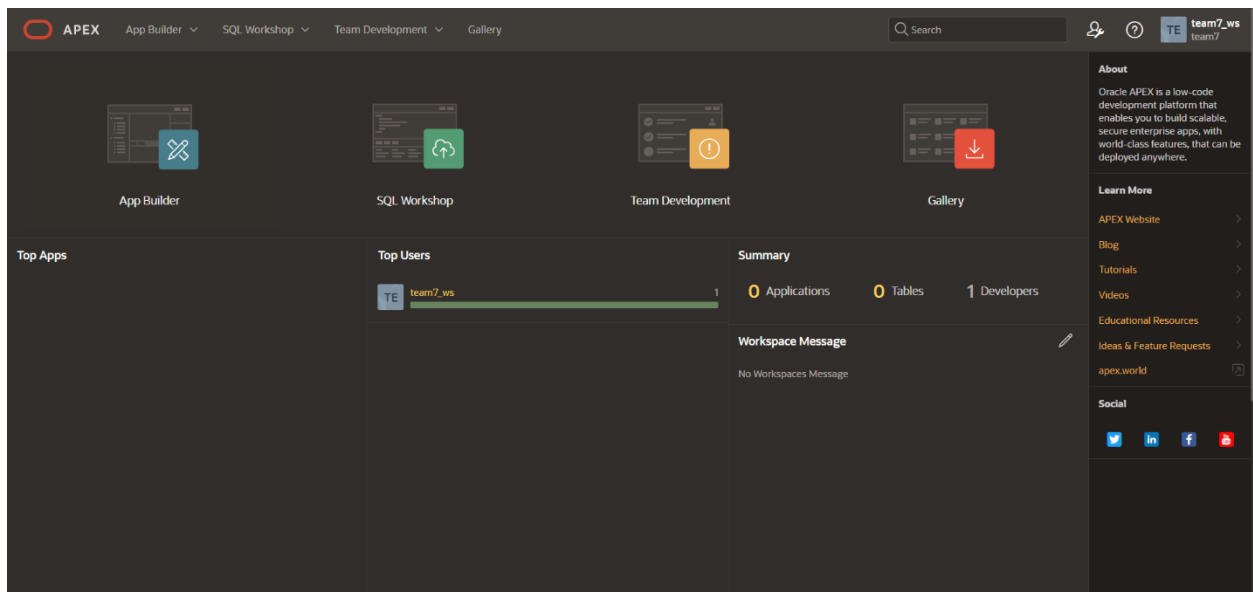 APEX
App Builder
SQL Workshop
Team Development
Gallery
Search
TE
team7_ws
team7
App Builder
SQL Workshop
Team Development
Gallery
Top Apps
Top Users
TE
team7_ws
1
Summary
0 Applications
0 Tables
1 Developers
Workspace Message
No Workspaces Message
About
Oracle APEX is a low-code
development platform that
enables you to build scalable,
secure enterprise apps, with
world-class features, that can be
deployed anywhere.
Learn More
APEX Website
Blog
Tutorials
Videos
Educational Resources
Ideas & Feature Requests
apex.world
Social